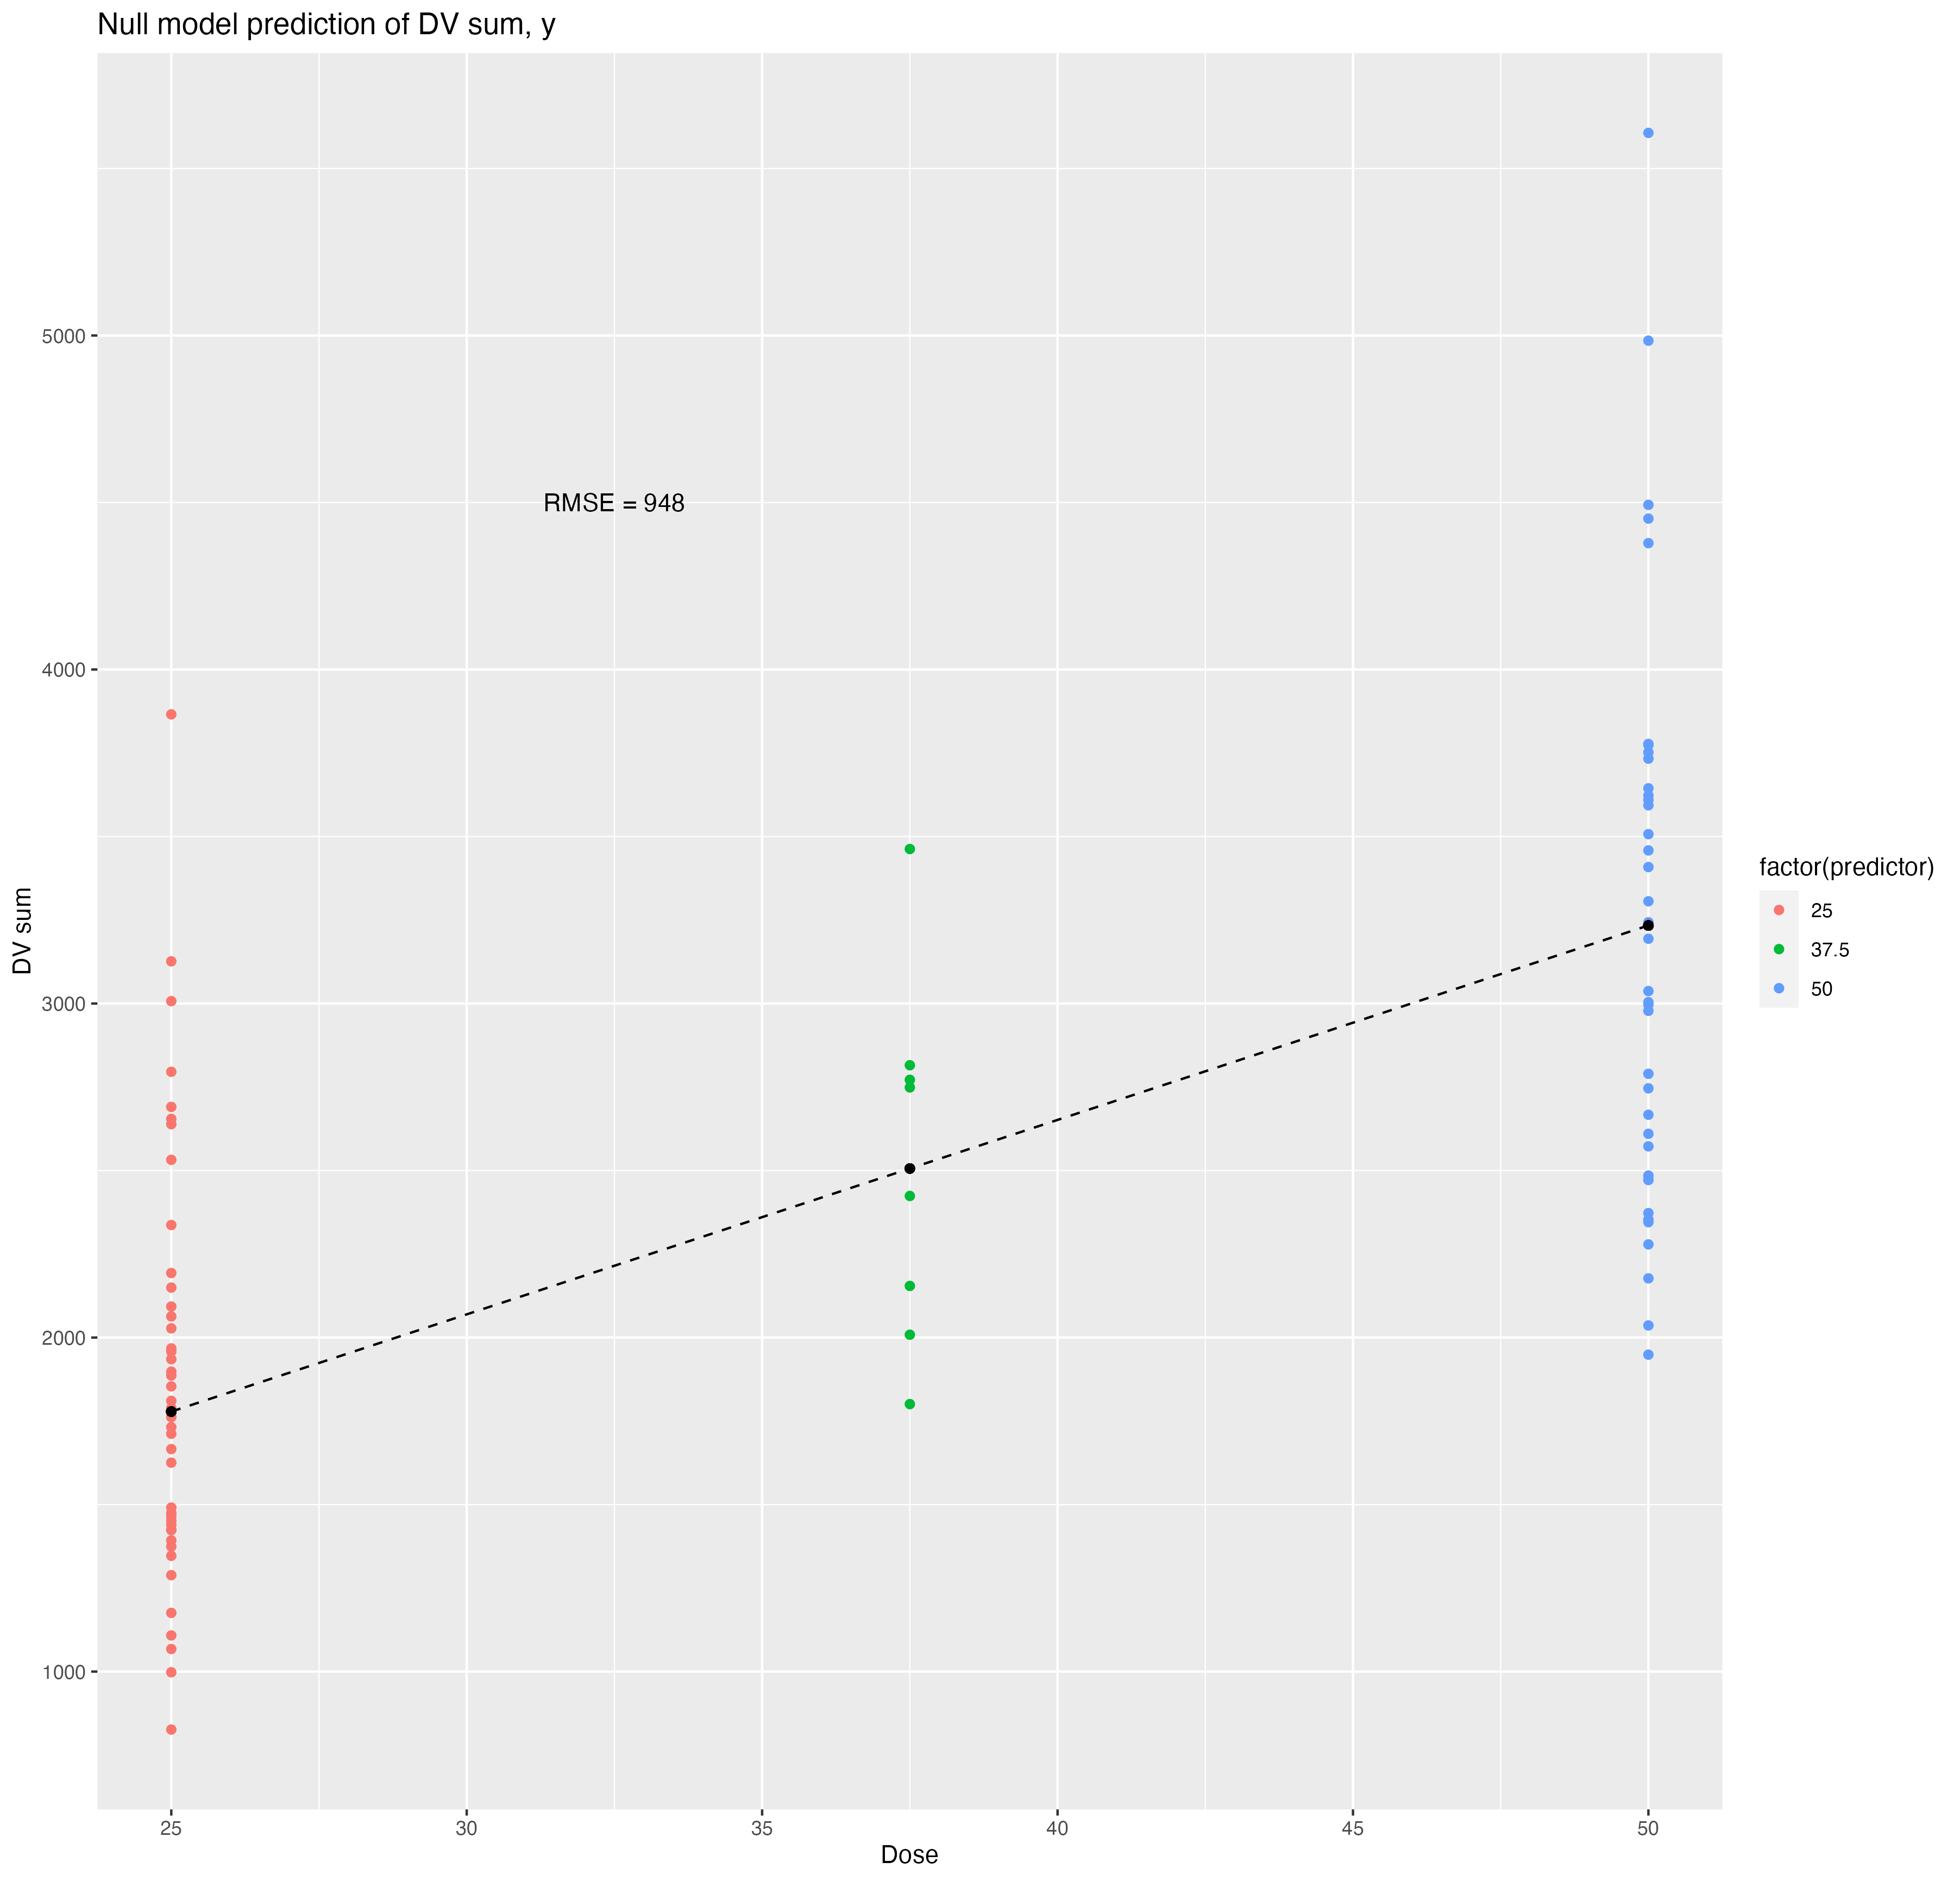 Null model prediction of DV sum, y
5000
4000
3000
2000
1000
DV sum
RMSE = 948
25
30
35
40
45
50
Dose
factor(predictor)
25
37.5
50